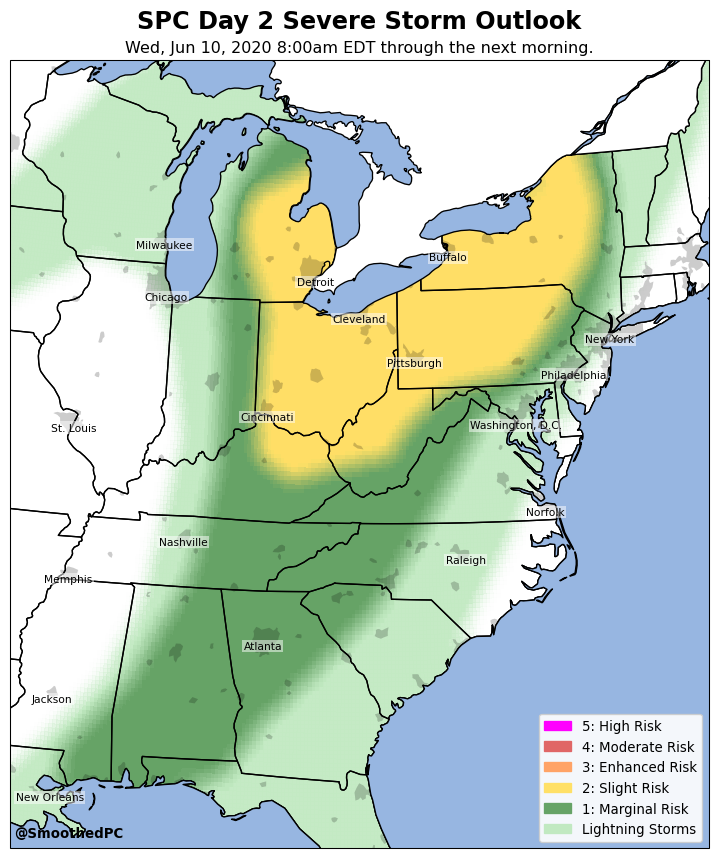 SPC Day 2 Severe Storm Outlook
Wed, Jun 10, 2020 8:00am EDT through the next morning.
Milwaukee
Buffalo
Detroit
Chicago
Cleveland
New York
Pittsburgh
Philadelphia
Cincinnati
St. Louis
Washington, D.C.
Norfolk
Nashville
Raleigh
Memphis
Atlanta
Jackson
New Orleans
5: High Risk
4: Moderate Risk
3: Enhanced Risk
2: Slight Risk
1: Marginal Risk
Lightning Storms
@SmoothedPC